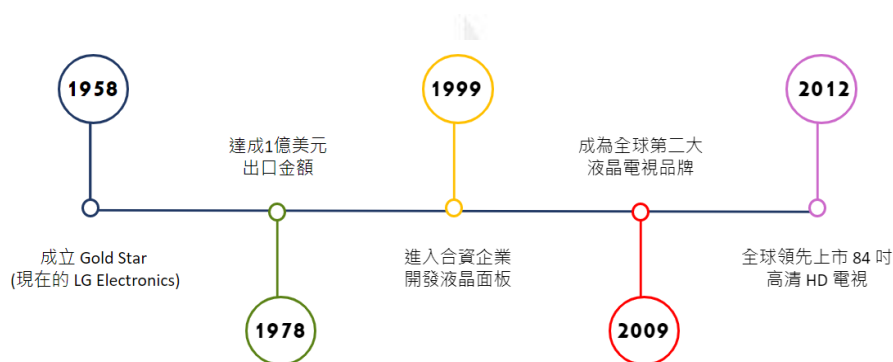 1958
成立 Gold Star
(現在的 LG Electronics)
達成1億美元
出口金額
1978
1999
進入合資企業
開發液晶面板
成為全球第二大
液晶電視品牌
2009
2012
全球領先上市 84 吋
高清 HD 電視